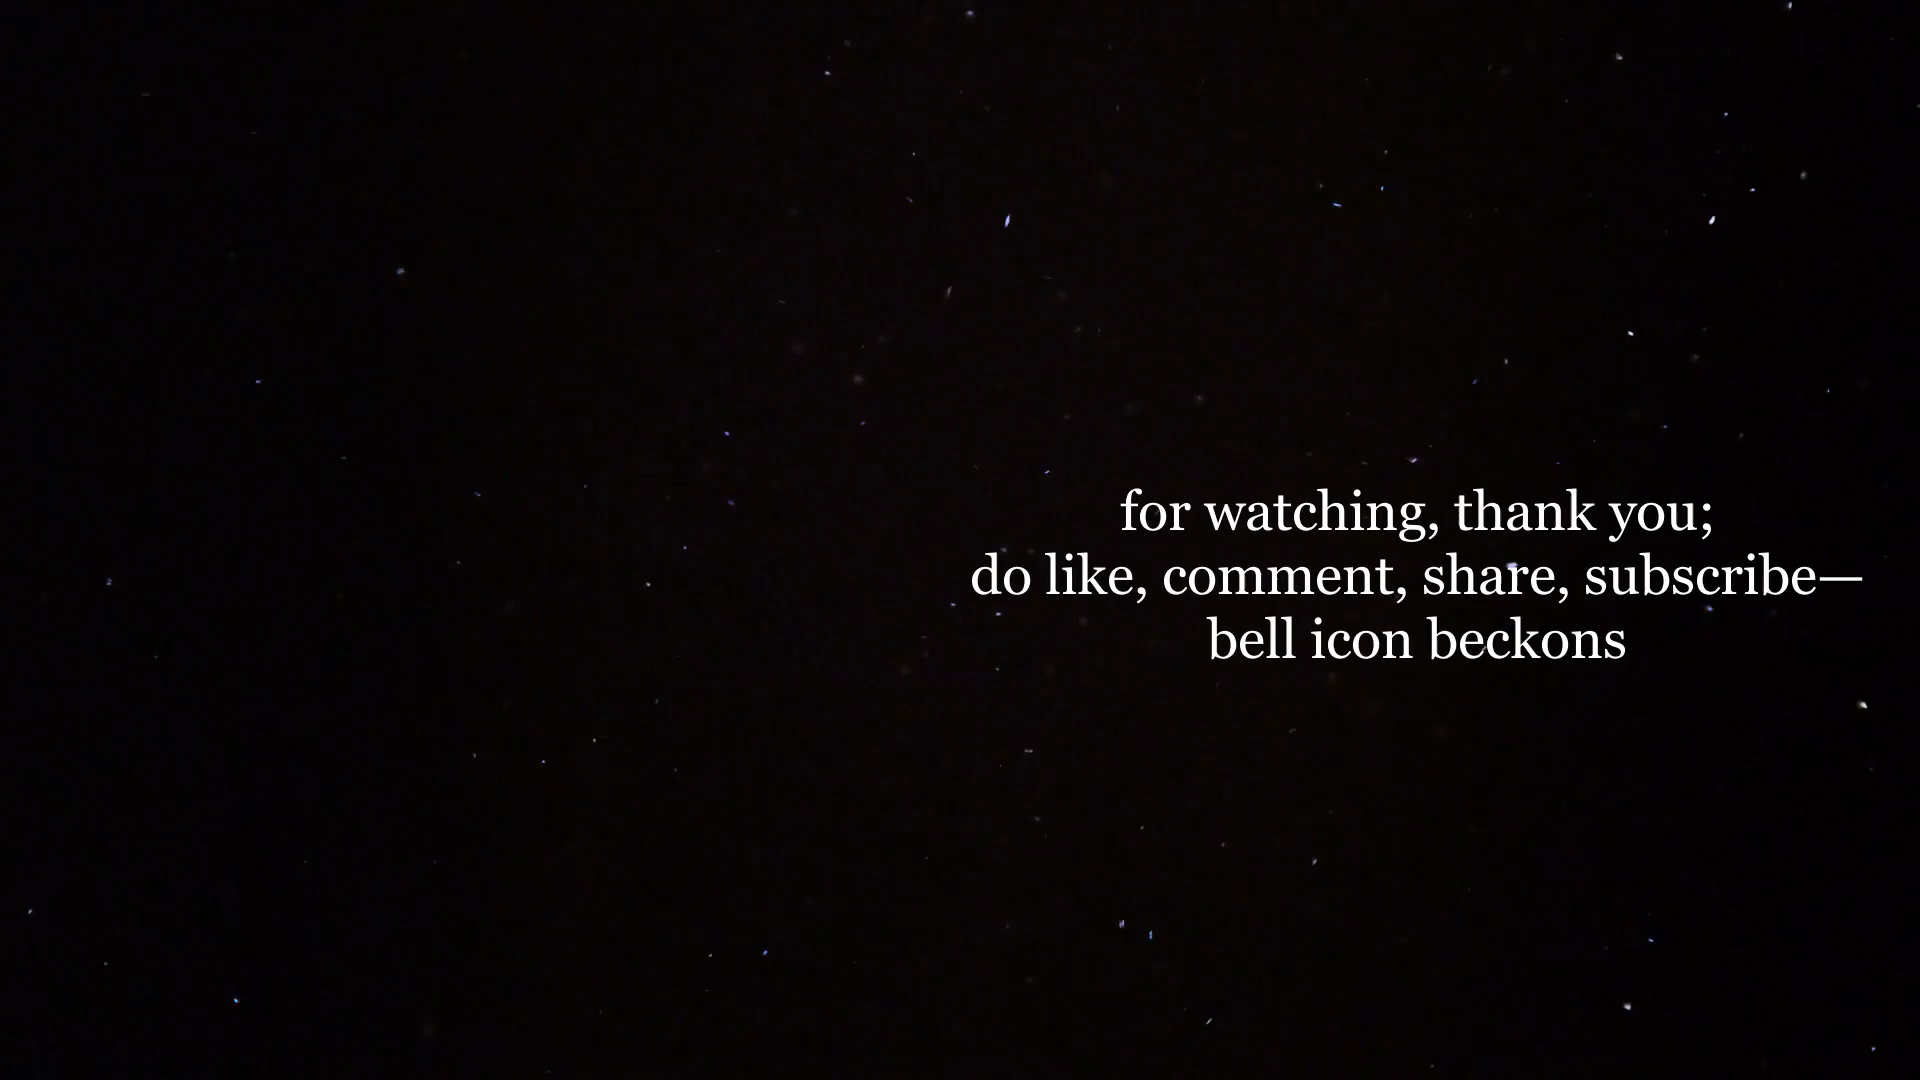 for watching, thank you;
do like, comment, share, subscribe—
bell icon beckons